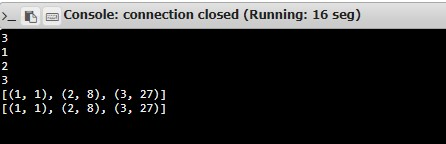 Console: connection closed (Running: 16 seg)
3
1
2
3
[(1, 1), (2, 8), (3, 27)]
[(1, 1), (2, 8), (3, 27)]